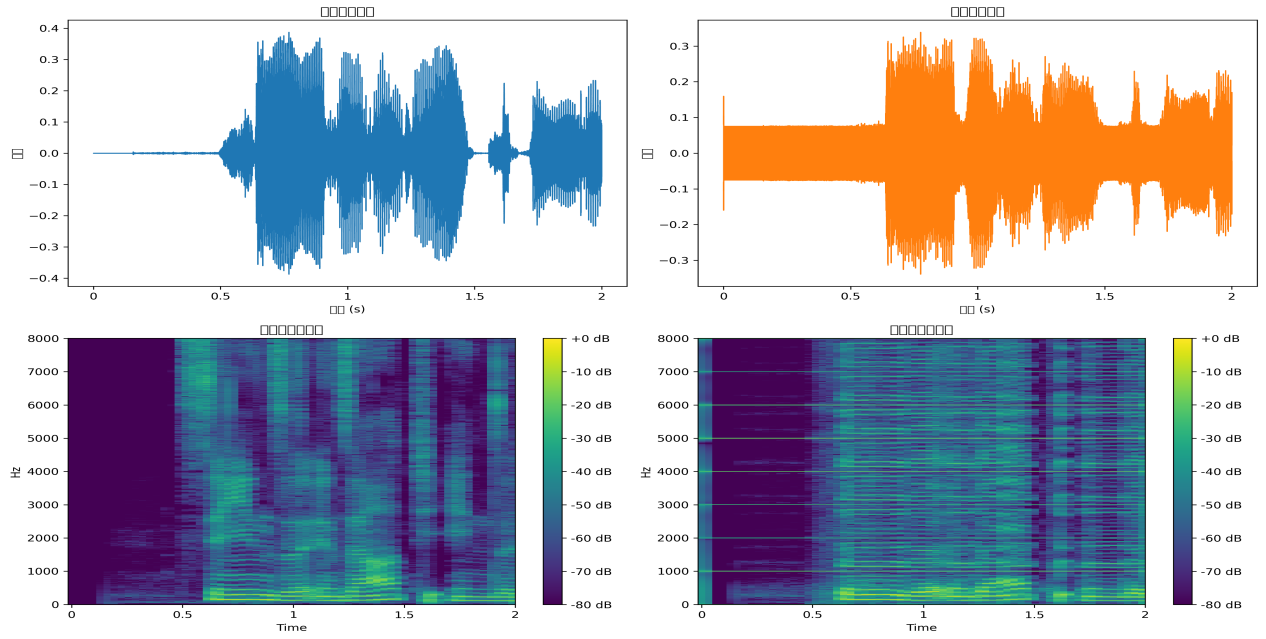 0.4
0.3
0.2
0.1
0.0
−0.1
−0.2
−0.3
−0.4
0
0.5
1
1.5
2
(s)
0.3
0.2
0.1
0.0
−0.1
−0.2
−0.3
0
0.5
1
1.5
2
(s)
8000
7000
6000
5000
4000
3000
2000
1000
0
Hz
0.5
1
1.5
2
Time
+0 dB
-10 dB
-20 dB
-30 dB
-40 dB
-50 dB
-60 dB
-70 dB
-80 dB
8000
7000
6000
5000
4000
3000
2000
1000
0
Hz
0.5
1
1.5
2
Time
+0 dB
-10 dB
-20 dB
-30 dB
-40 dB
-50 dB
-60 dB
-70 dB
-80 dB